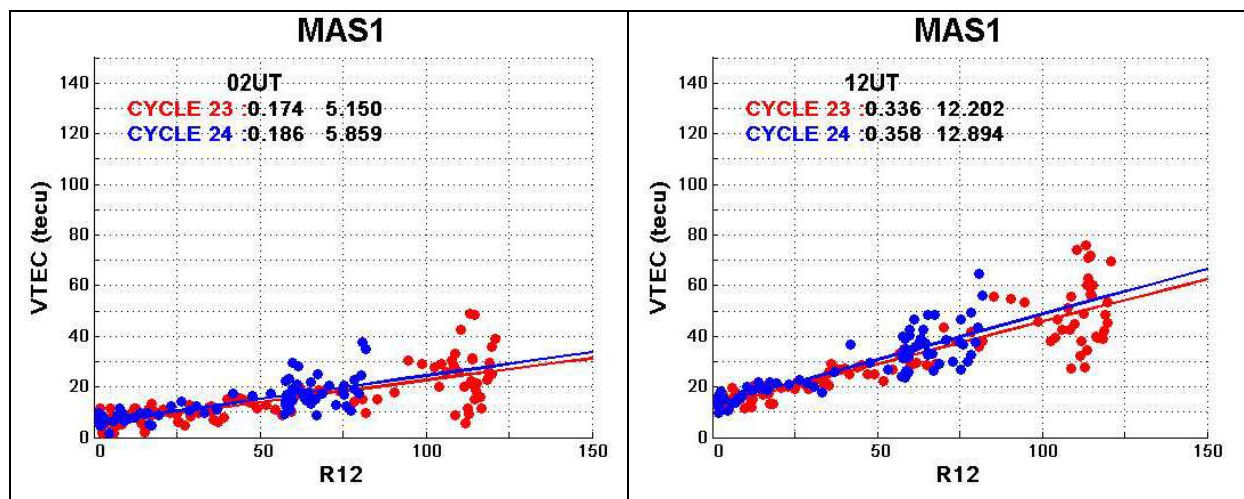 MAS1
02UT
CYCLE 23 :0.174 5.150
CYCLE 24 :0.186 5.859
140
120
100
80
60
40
20
0
VTEC (tecu)
0 50 100 150
R12
MAS1
12UT
CYCLE 23 :0.336 12.202
CYCLE 24 :0.358 12.894
140
120
100
80
60
40
20
0
VTEC (tecu)
0 50 100 150
R12